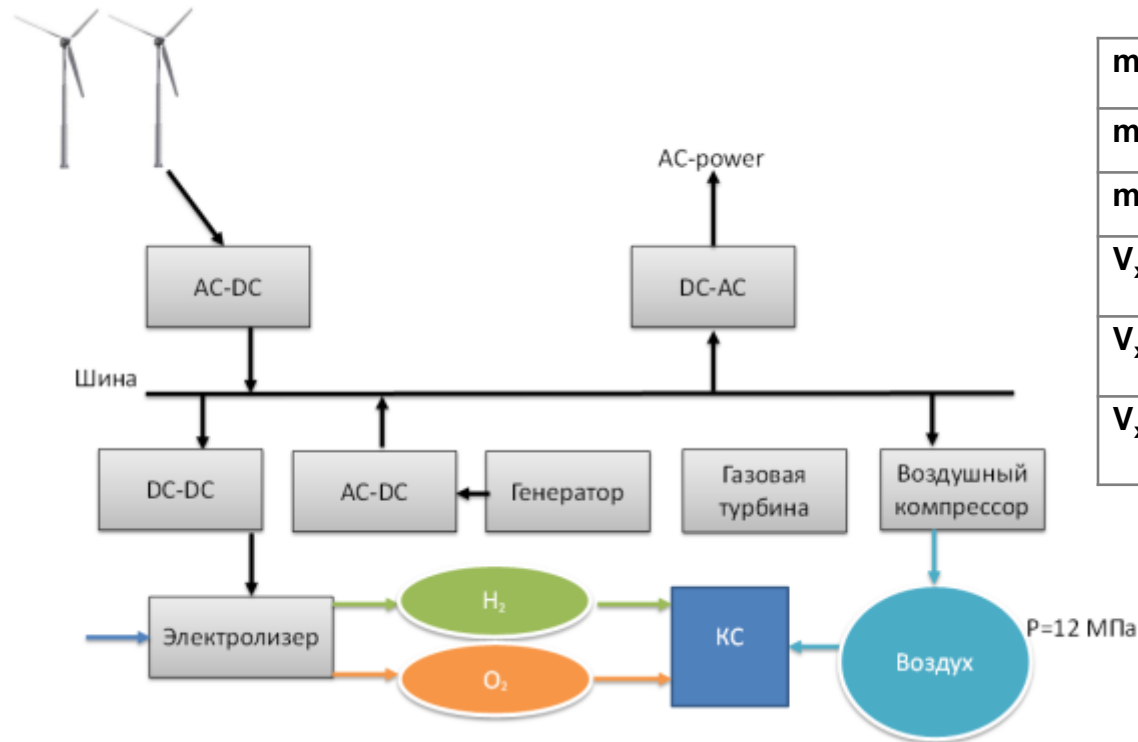 AC-power
AC-DC
DC-AC
Шина
DC-DC
AC-DC
Генератор
Газовая
турбина
Воздушный
компрессор
Электролизер
H₂
O₂
КС
Воздух
P=12 МПа
m
m
m
V
V
V